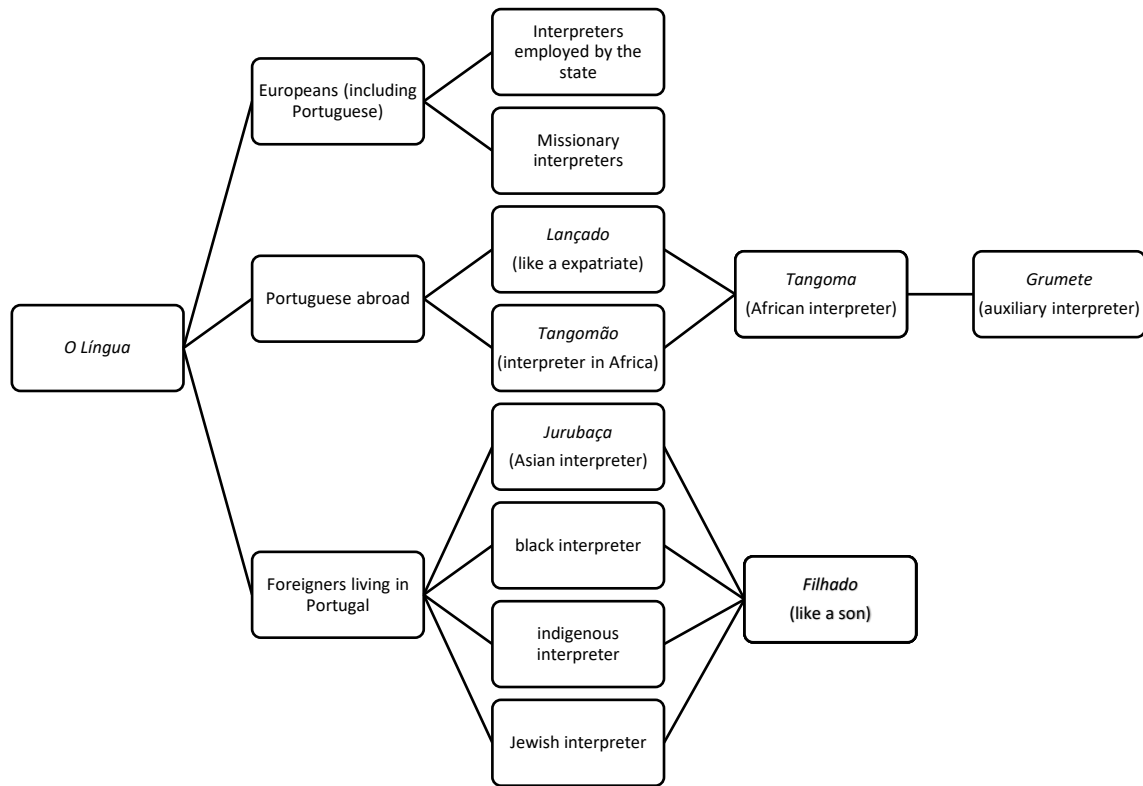 O Língua
Europeans (including
Portuguese)
Interpreters
employed by the
state
Missionary
interpreters
Portuguese abroad
Lançado
(like a expatriate)
Tangomão
(interpreter in Africa)
Tangoma
(African interpreter)
Grumete
(auxiliary interpreter)
Foreigners living in
Portugal
Jurubaça
(Asian interpreter)
black interpreter
indigenous
interpreter
Jewish interpreter
Filhado
(like a son)